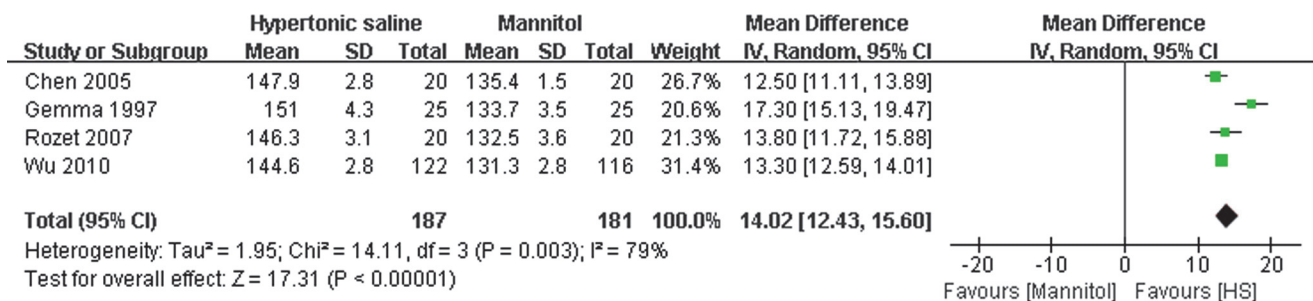 Hypertonic saline Mannitol Mean Difference Mean Difference
Study or Subgroup Mean SD Total Mean SD Total Weight IV, Random, 95% CI IV, Random, 95% CI
Chen 2005 147.9 2.8 20 135.4 1.5 20 26.7% 12.50 [11.11, 13.89]
Gemma 1997 151 4.3 25 133.7 3.5 25 20.6% 17.30 [15.13, 19.47]
Rozet 2007 146.3 3.1 20 132.5 3.6 20 21.3% 13.80 [11.72, 15.88]
Wu 2010 144.6 2.8 122 131.3 2.8 116 31.4% 13.30 [12.59, 14.01]
Total (95% CI) 187 181 100.0% 14.02 [12.43, 15.60]
Heterogeneity: Tau² = 1.95; Chi² = 14.11, df = 3 (P = 0.003); I² = 79%
Test for overall effect: Z = 17.31 (P < 0.00001)
-20 -10 0 10 20
Favours [Mannitol] Favours [HS]